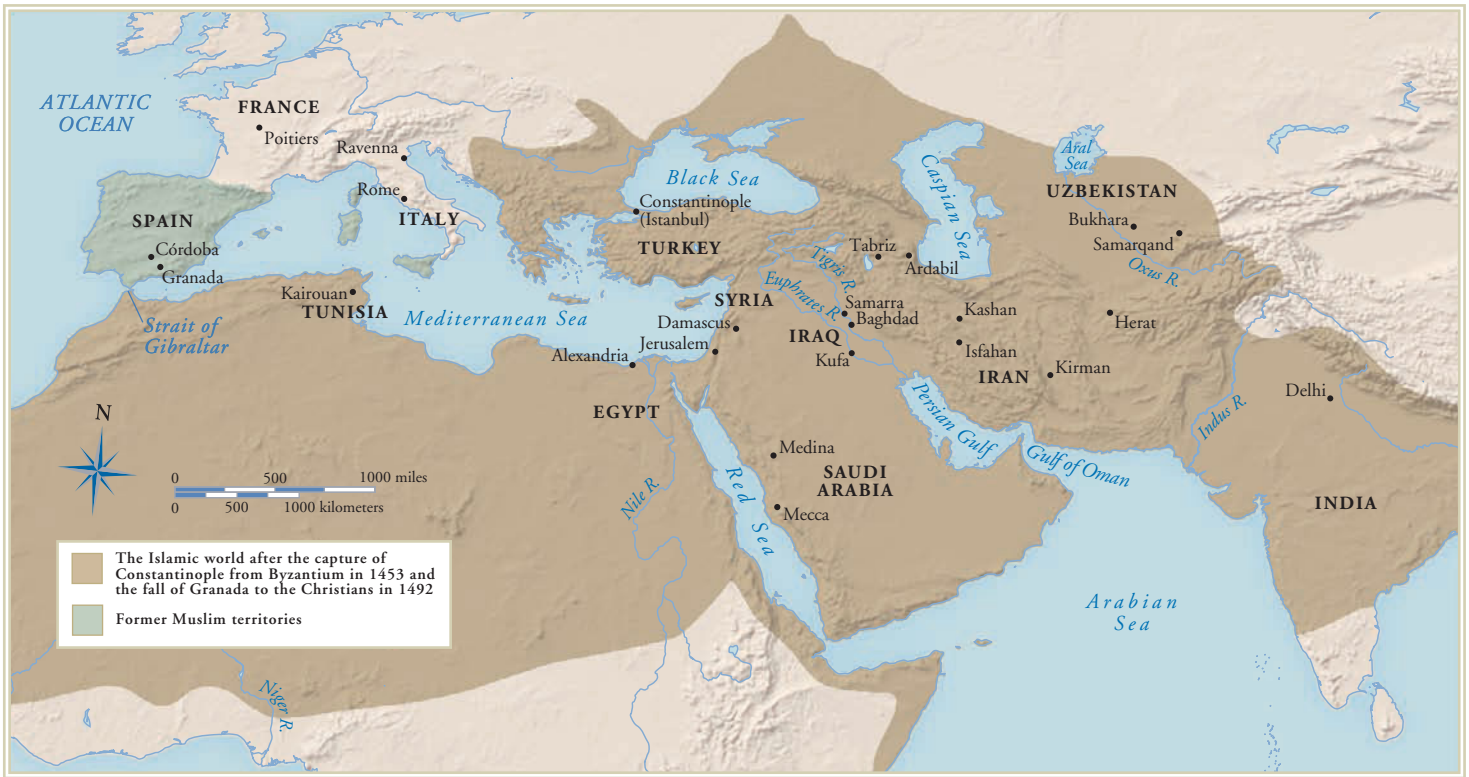 ATLANTIC
OCEAN
FRANCE
Poitiers
Ravenna
Rome
ITALY
SPAIN
Córdoba
Granada
Strait of
Gibraltar
Kairouan
TUNISIA
Mediterranean Sea
Black Sea
Constantinople
(Istanbul)
TURKEY
Caspian Sea
Aral
Sea
UZBEKISTAN
Bukhara
Samarqand
Oxus R.
Tabriz
Ardabil
Tigris R.
Euphrates R.
SYRIA
Damascus
Jerusalem
Alexandria
EGYPT
Samarra
Baghdad
IRAQ
Kufa
Kashan
Isfahan
IRAN
Kirman
Herat
Persian Gulf
Gulf of Oman
Indus R.
Delhi
INDIA
Medina
SAUDI
ARABIA
Mecca
Red Sea
Nile R.
Arabian
Sea
Niger R.
N
0 500 1000 miles
0 500 1000 kilometers
The Islamic world after the capture of
Constantinople from Byzantium in 1453 and
the fall of Granada to the Christians in 1492
Former Muslim territories